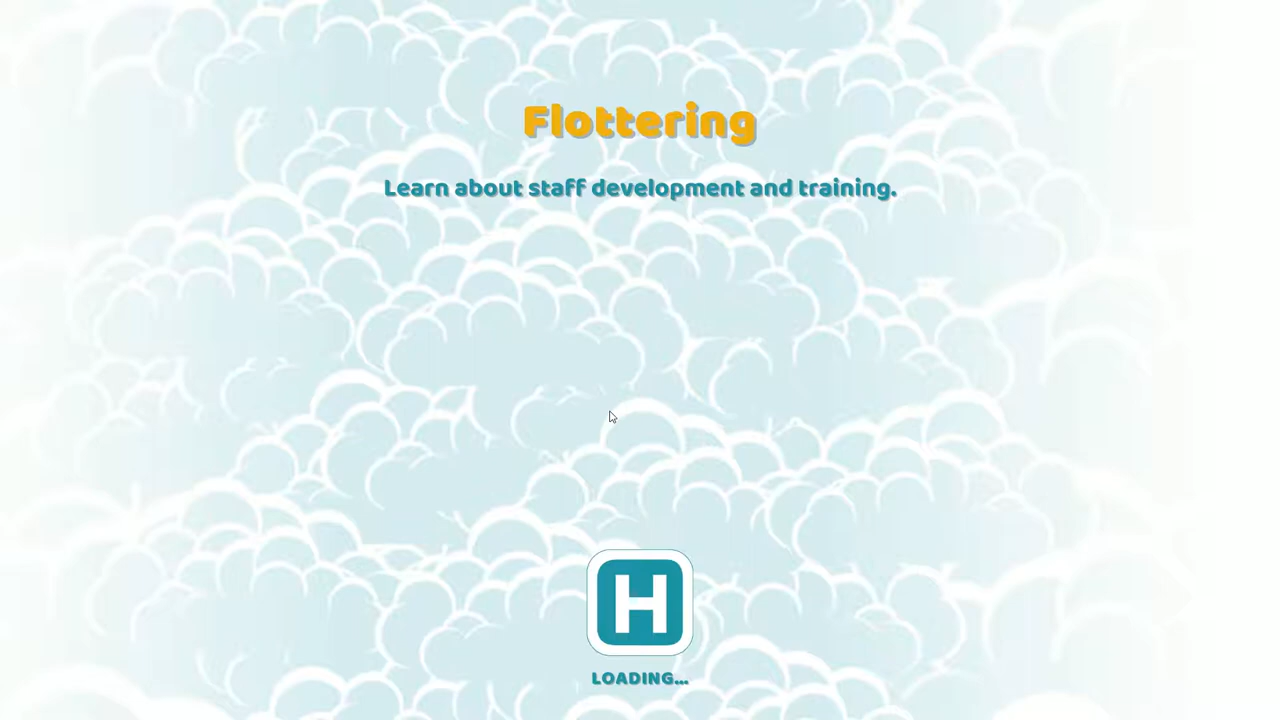 Flottering
Learn about staff development and training.
H
LOADING...